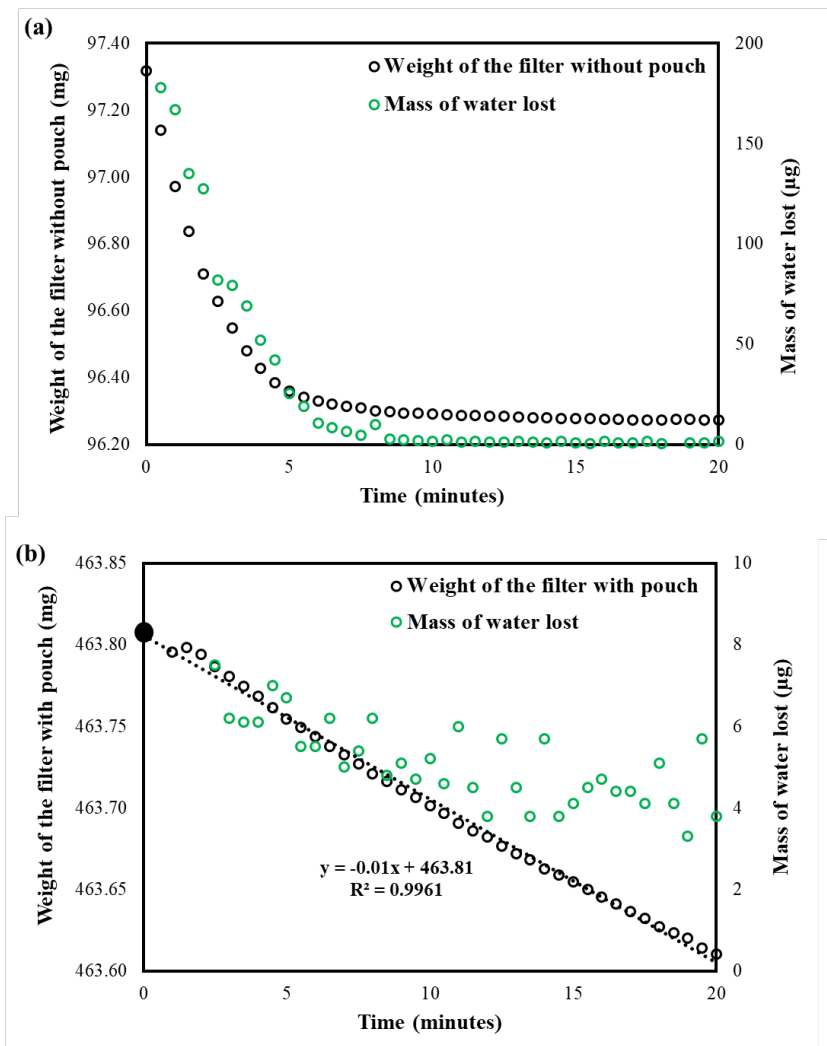 (a)
97.40
97.20
97.00
96.80
96.60
96.40
96.20
Weight of the filter without pouch (mg)
Weight of the filter without pouch
Mass of water lost
200
150
100
50
0
Mass of water lost (µg)
0 5 10 15 20
Time (minutes)
(b)
463.85
463.80
463.75
463.70
463.65
463.60
Weight of the filter with pouch (mg)
Weight of the filter with pouch
Mass of water lost
y = -0.01x + 463.81
R² = 0.9961
10
8
6
4
2
0
Mass of water lost (µg)
0 5 10 15 20
Time (minutes)